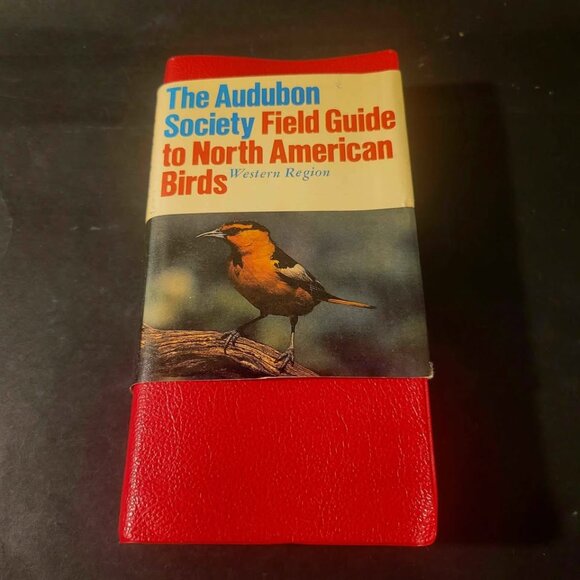 The Audubon
Society Field Guide
to North American
Birds Western Region